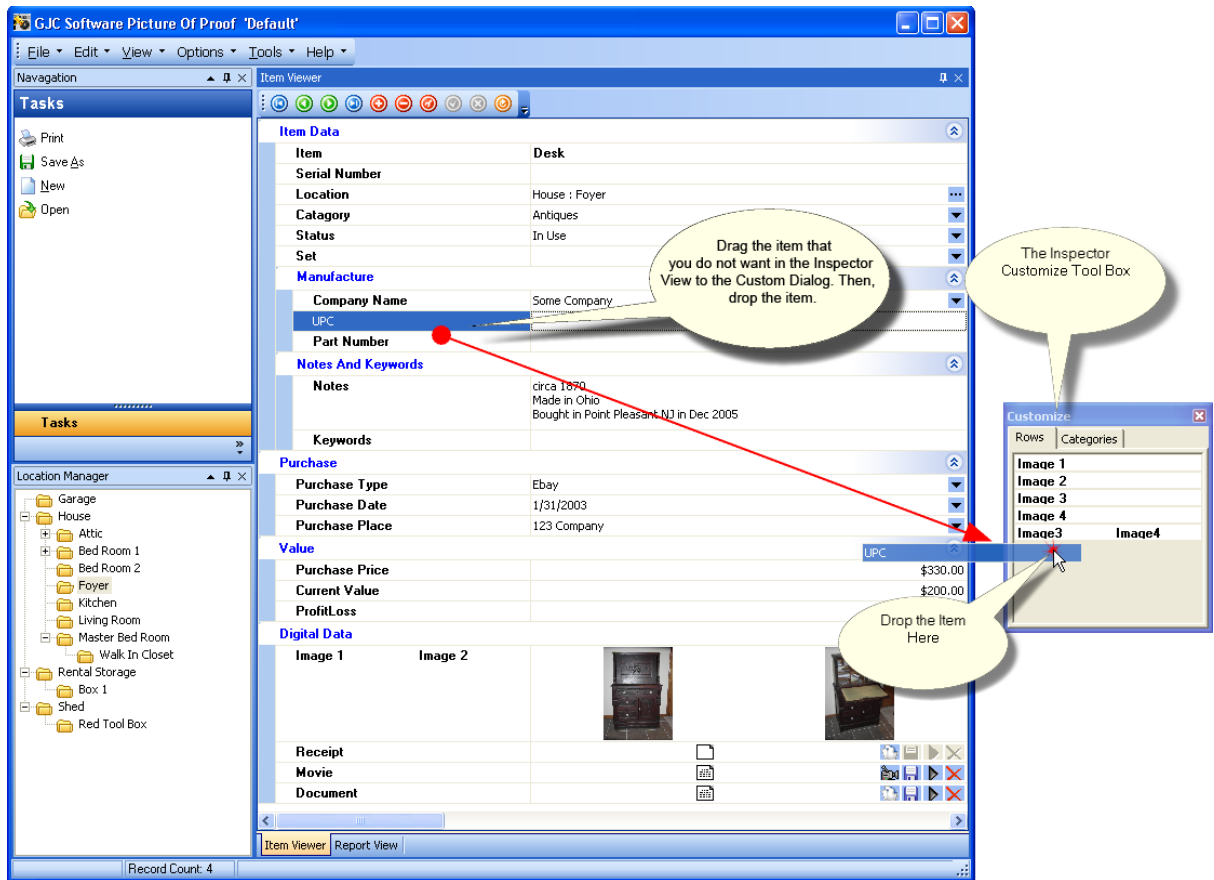 GJC Software Picture Of Proof 'Default'
File Edit View Options Tools Help
Navagation
Tasks
Print
Save As
New
Open
Tasks
Location Manager
Garage
House
Attic
Bed Room 1
Bed Room 2
Foyer
Kitchen
Living Room
Master Bed Room
Walk In Closet
Rental Storage
Box 1
Shed
Red Tool Box
Item Viewer
Item Data
Item Desk
Serial Number
Location House : Foyer
Catagory Antiques
Status In Use
Set
Manufacture
Company Name Some Company
UPC
Part Number
Notes And Keywords
Notes circa 1870
Made in Ohio
Bought in Point Pleasant NJ in Dec 2005
Keywords
Purchase
Purchase Type Ebay
Purchase Date 1/31/2003
Purchase Place 123 Company
Value
Purchase Price $330.00
Current Value $200.00
ProfitLoss
Digital Data
Image 1 Image 2
Receipt
Movie
Document
Item Viewer Report View
Record Count: 4
Drag the item that
you do not want in the Inspector
View to the Custom Dialog. Then,
drop the item.
The Inspector
Customize Tool Box
Customize
Rows Categories
Image 1
Image 2
Image 3
Image 4
Image3 Image4
UPC
Drop the Item
Here